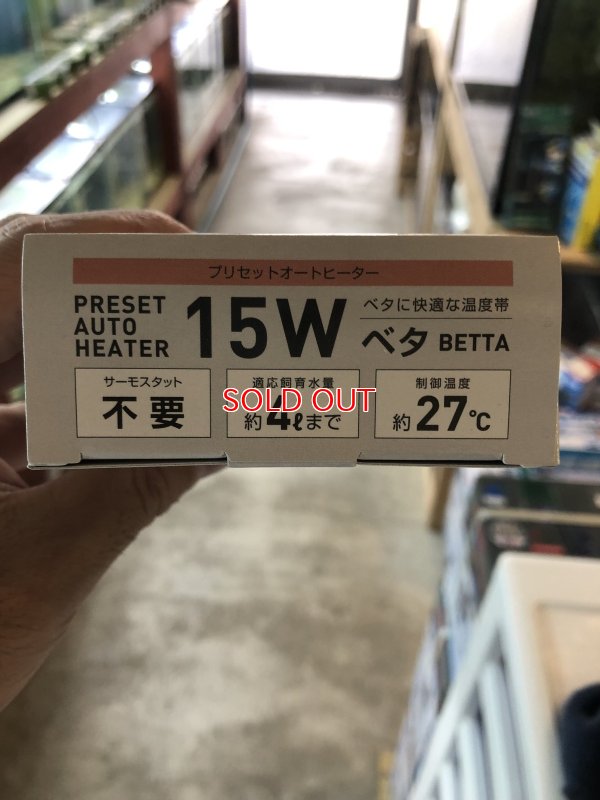 プリセットオートヒーター
PRESET
AUTO
HEATER
15W
ベタに快適な温度帯
ベタ BETTA
サーモスタット
不要
適応飼育水量
約4ℓまで
制御温度
約27℃
SOLD OUT